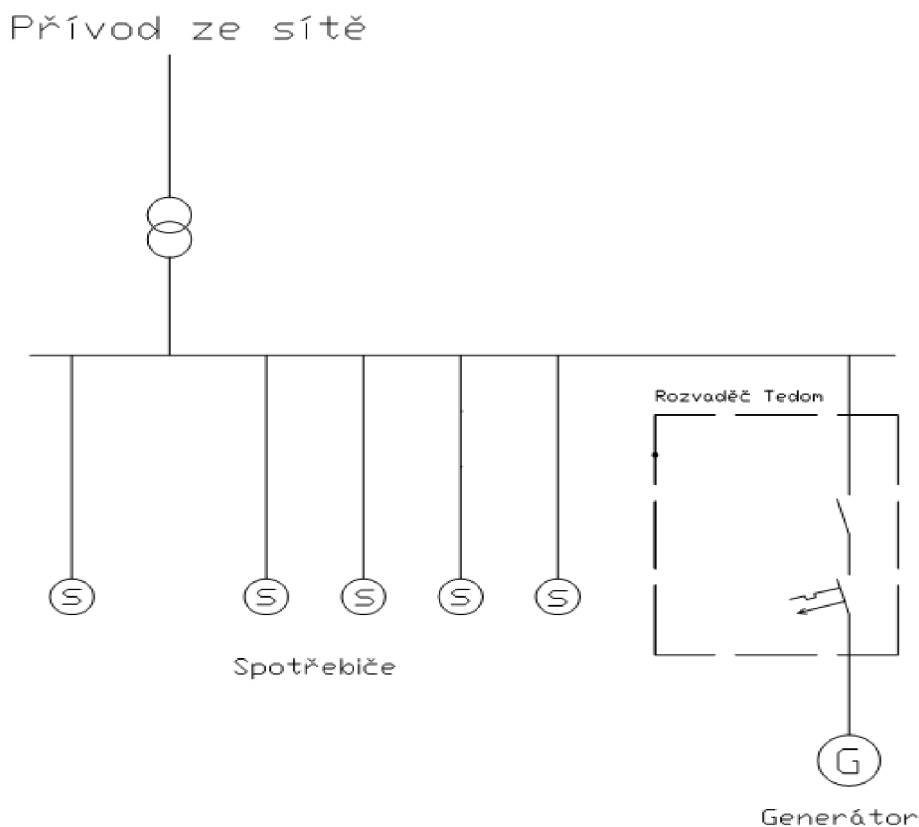 Přívod ze sítě
Rozvaděč Tedom
S
S
S
S
S
Spotřebiče
G
Generátor